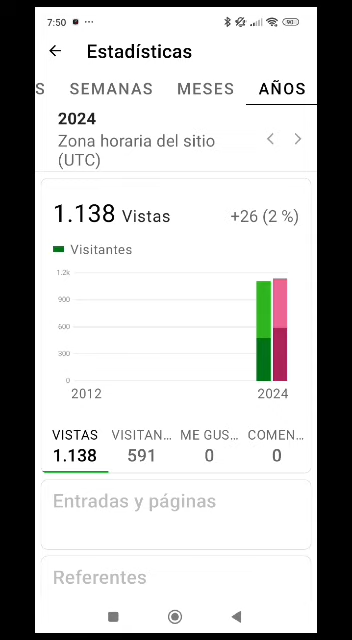 7:50
90
Estadísticas
S SEMANAS MESES AÑOS
2024
Zona horaria del sitio
(UTC)
1.138 Vistas +26 (2 %)
Visitantes
1.2k
900
600
300
0
2012 2024
VISTAS VISITAN... ME GUS... COMEN...
1.138 591 0 0
Entradas y páginas
Referentes